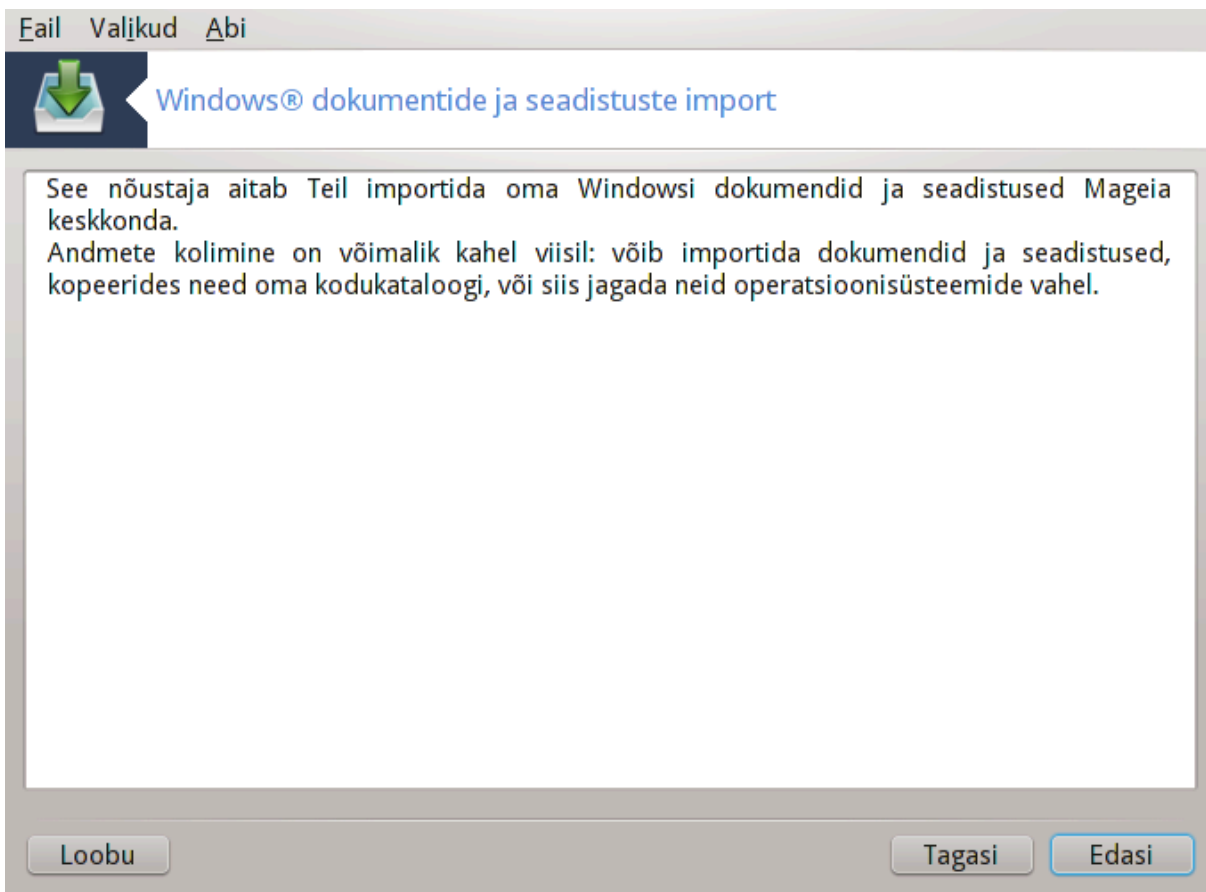 Fail Valikud Abi
Windows® dokumentide ja seadistuste import
See nõustaja aitab Teil importida oma Windowsi dokumendid ja seadistused Mageia
keskkonda.
Andmete kolimine on võimalik kahel viisil: võib importida dokumendid ja seadistused,
kopeerides need oma kodukataloogi, või siis jagada neid operatsioonisüsteemide vahel.
Loobu Tagasi Edasi